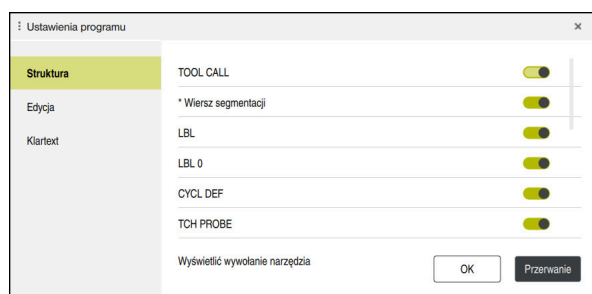 Ustawienia programu
Struktura
Edycja
Klartext
TOOL CALL
* Wiersz segmentacji
LBL
LBL 0
CYCL DEF
TCH PROBE
Wyświetlić wywołanie narzędzia
OK
Przerwanie